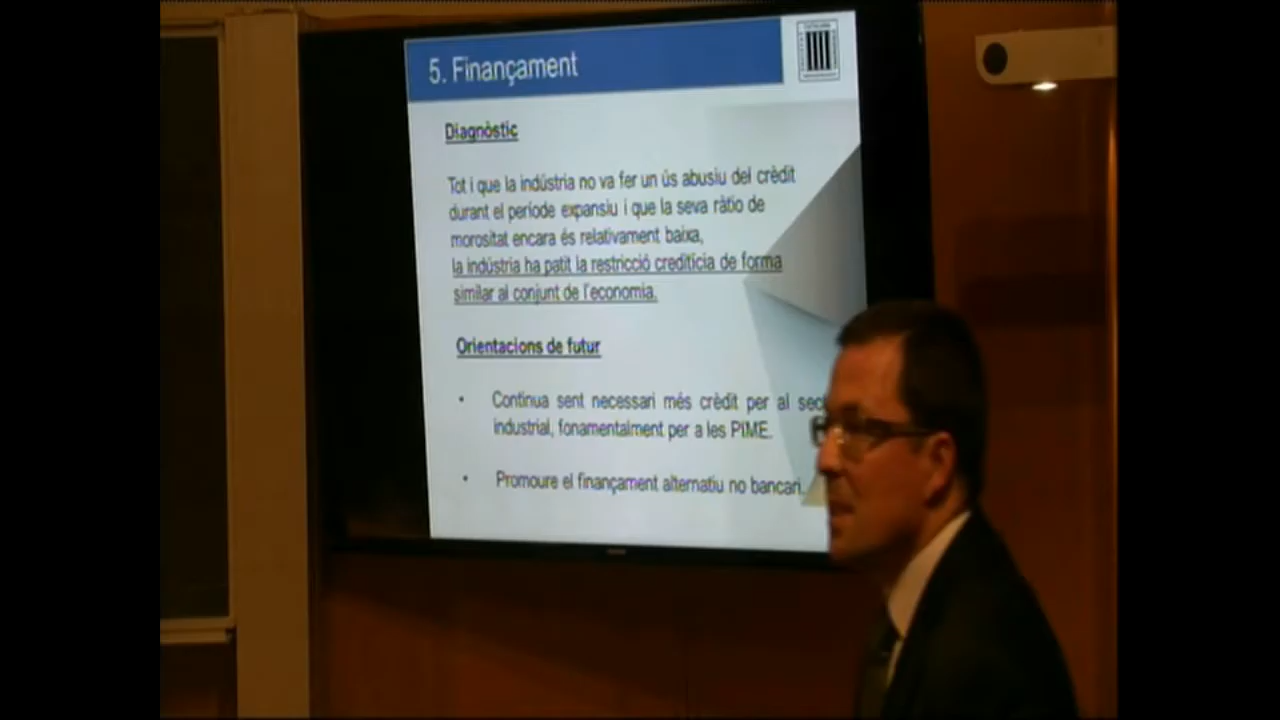 5. Finançament
Diagnòstic
Tot i que la indústria no va fer un ús abusiu del crèdit
durant el període expansiu i que la seva ràtio de
morositat encara és relativament baixa,
la indústria ha patit la restricció creditícia de forma
similar al conjunt de l'economia.
Orientacions de futur
• Continua sent necessari més crèdit per al sec
industrial, fonamentalment per a les PIME.
• Promoure el finançament alternatiu no bancari.